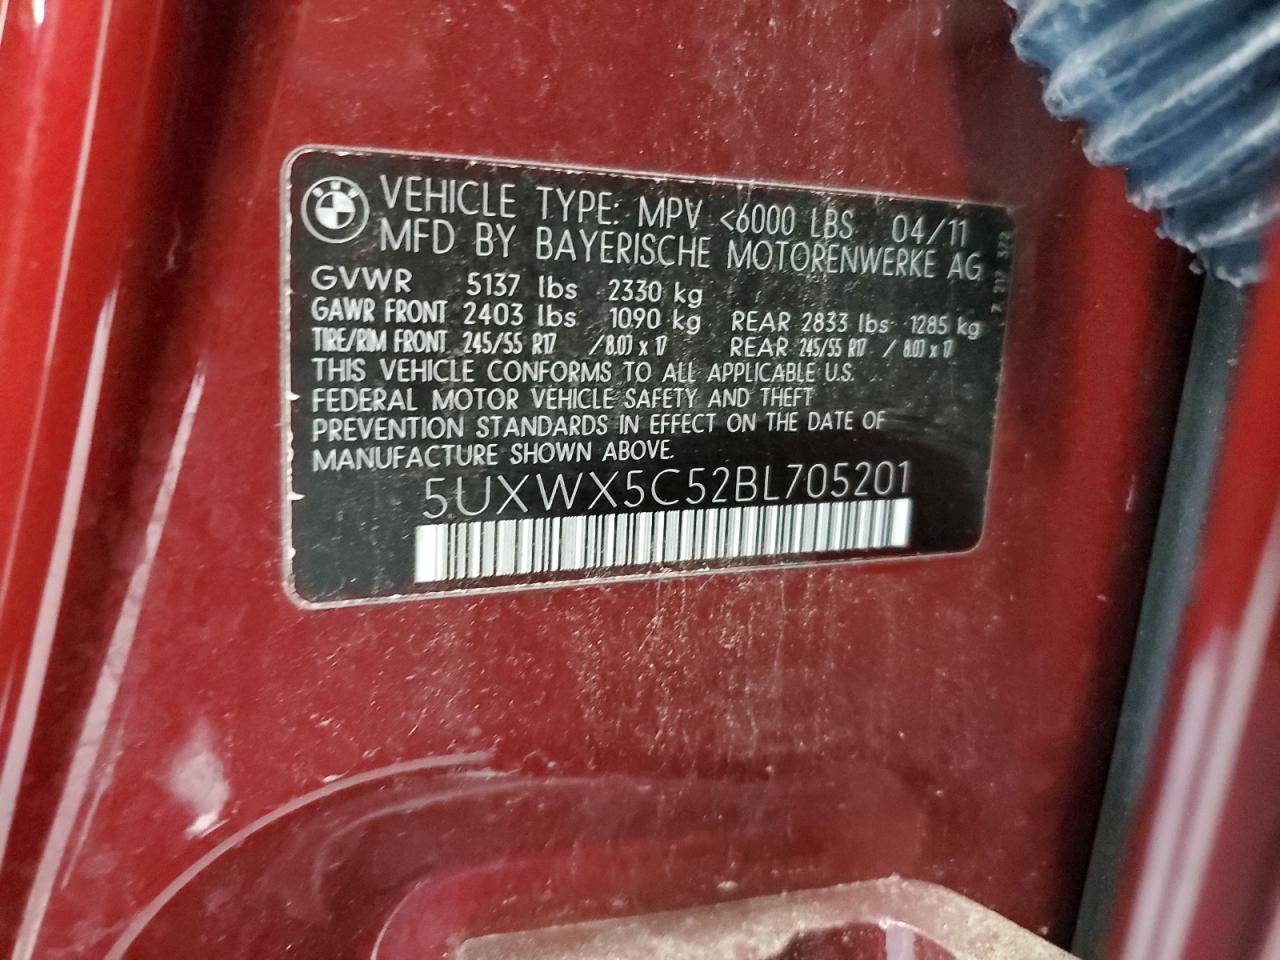 VEHICLE TYPE: MPV <6000 LBS 04/11
MFD BY BAYERISCHE MOTORENWERKE AG
GVWR 5137 lbs 2330 kg
GAWR FRONT 2403 lbs 1090 kg REAR 2833 lbs 1285 kg
TIRE/RIM FRONT 245/55 R17 / 8.0J x 17 REAR 245/55 R17 / 8.0J x 17
THIS VEHICLE CONFORMS TO ALL APPLICABLE U.S.
FEDERAL MOTOR VEHICLE SAFETY AND THEFT
PREVENTION STANDARDS IN EFFECT ON THE DATE OF
MANUFACTURE SHOWN ABOVE.
5UXWX5C52BL705201